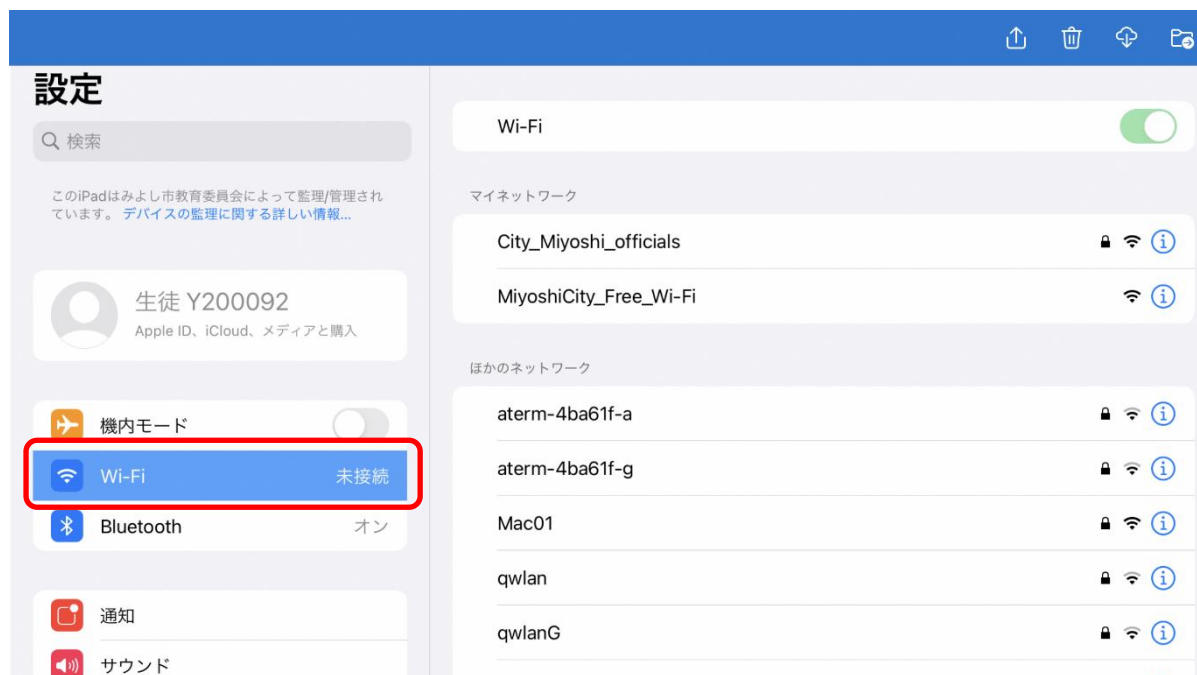 設定
検索
このiPadはみよし市教育委員会によって監理/管理され
ています。 デバイスの監理に関する詳しい情報...
生徒 Y200092
Apple ID、iCloud、メディアと購入
機内モード
Wi-Fi 未接続
Bluetooth オン
通知
サウンド
Wi-Fi
マイネットワーク
City_Miyoshi_officials
MiyoshiCity_Free_Wi-Fi
ほかのネットワーク
aterm-4ba61f-a
aterm-4ba61f-g
Mac01
qwlan
qwlanG